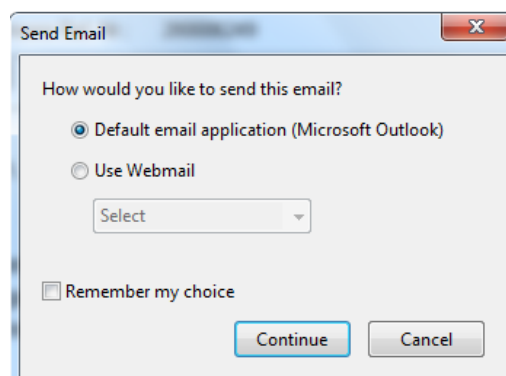 Send Email
How would you like to send this email?
Default email application (Microsoft Outlook)
Use Webmail
Select
Remember my choice
Continue Cancel